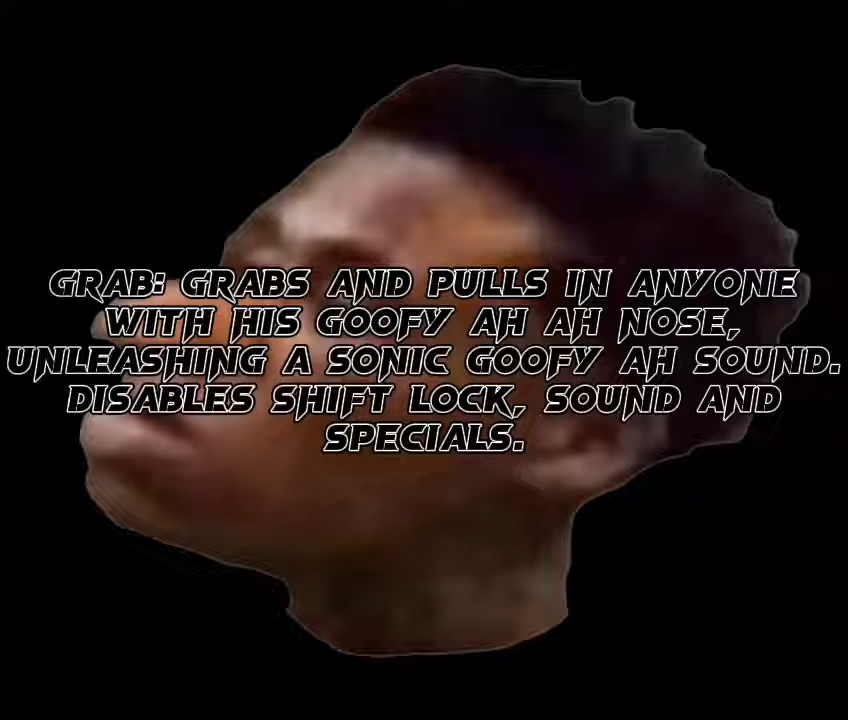 GRAB: GRABS AND PULLS IN ANYONE
WITH HIS GOOFY AH AH NOSE,
UNLEASHING A SONIC GOOFY AH SOUND.
DISABLES SHIFT LOCK, SOUND AND
SPECIALS.